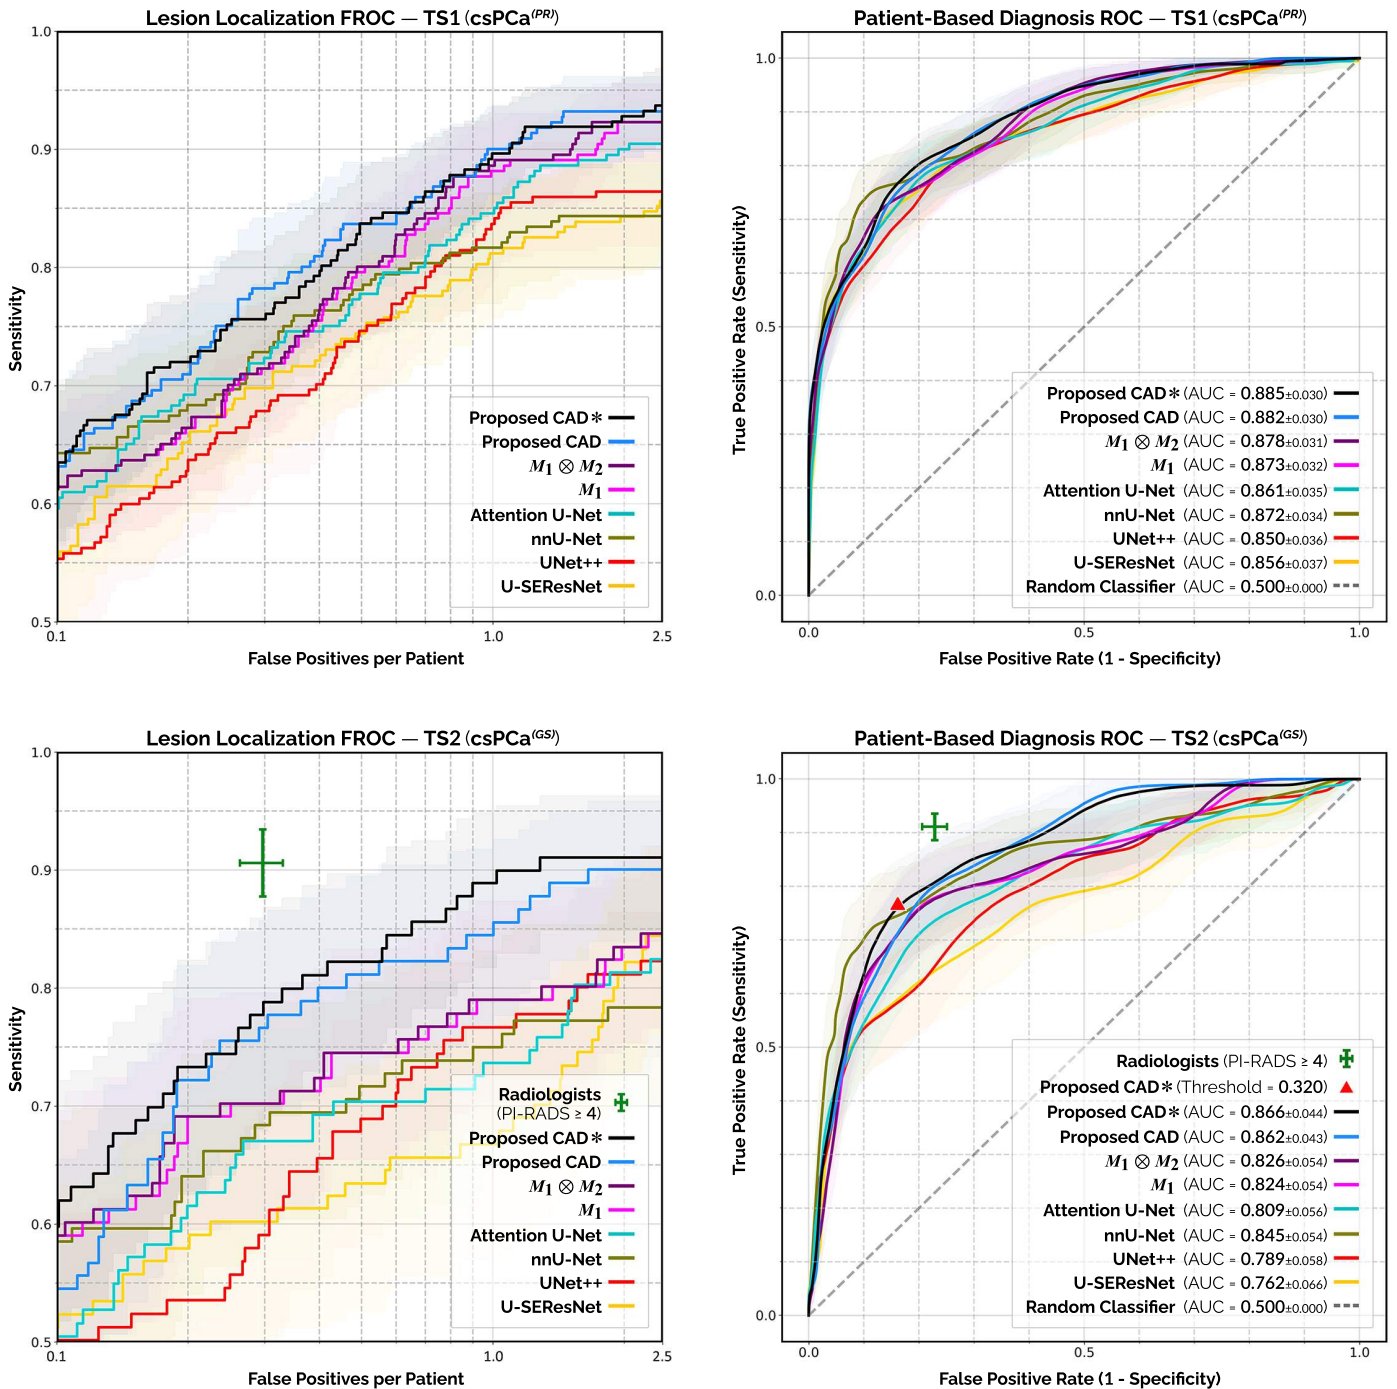 Lesion Localization FROC — TS1 (csPCa(PR))
1.0
0.9
0.8
0.7
0.6
0.5
Sensitivity
Proposed CAD*
Proposed CAD
M1 ⊗ M2
M1
Attention U-Net
nnU-Net
UNet++
U-SEResNet
0.1
1.0
2.5
False Positives per Patient
Patient-Based Diagnosis ROC — TS1 (csPCa(PR))
1.0
0.5
0.0
True Positive Rate (Sensitivity)
Proposed CAD* (AUC = 0.885±0.030)
Proposed CAD (AUC = 0.882±0.030)
M1 ⊗ M2 (AUC = 0.878±0.031)
M1 (AUC = 0.873±0.032)
Attention U-Net (AUC = 0.861±0.035)
nnU-Net (AUC = 0.872±0.034)
UNet++ (AUC = 0.850±0.036)
U-SEResNet (AUC = 0.856±0.037)
Random Classifier (AUC = 0.500±0.000)
0.0
0.5
1.0
False Positive Rate (1 - Specificity)
Lesion Localization FROC — TS2 (csPCa(GS))
1.0
0.9
0.8
0.7
0.6
0.5
Sensitivity
Radiologists
(PI-RADS ≥ 4)
Proposed CAD*
Proposed CAD
M1 ⊗ M2
M1
Attention U-Net
nnU-Net
UNet++
U-SEResNet
0.1
1.0
2.5
False Positives per Patient
Patient-Based Diagnosis ROC — TS2 (csPCa(GS))
1.0
0.5
0.0
True Positive Rate (Sensitivity)
Radiologists (PI-RADS ≥ 4)
Proposed CAD* (Threshold = 0.320)
Proposed CAD* (AUC = 0.866±0.044)
Proposed CAD (AUC = 0.862±0.043)
M1 ⊗ M2 (AUC = 0.826±0.054)
M1 (AUC = 0.824±0.054)
Attention U-Net (AUC = 0.809±0.056)
nnU-Net (AUC = 0.845±0.054)
UNet++ (AUC = 0.789±0.058)
U-SEResNet (AUC = 0.762±0.066)
Random Classifier (AUC = 0.500±0.000)
0.0
0.5
1.0
False Positive Rate (1 - Specificity)